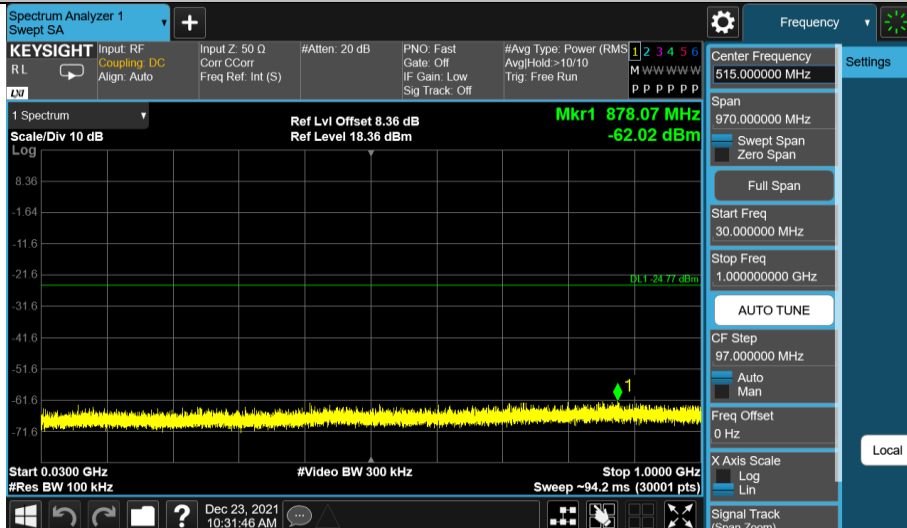 Spectrum Analyzer 1
Swept SA
Frequency
KEYSIGHT
R L
LXI
Input: RF
Coupling: DC
Align: Auto
Input Z: 50 Ω
Corr CCorr
Freq Ref: Int (S)
#Atten: 20 dB
PNO: Fast
Gate: Off
IF Gain: Low
Sig Track: Off
#Avg Type: Power (RMS
Avg|Hold:>10/10
Trig: Free Run
1 2 3 4 5 6
M W W W W W
P P P P P P
1 Spectrum
Scale/Div 10 dB
Log
Ref Lvl Offset 8.36 dB
Ref Level 18.36 dBm
Mkr1 878.07 MHz
-62.02 dBm
8.36
-1.64
-11.6
-21.6
-31.6
-41.6
-51.6
-61.6
-71.6
DL1 -24.77 dBm
1
Start 0.0300 GHz
#Res BW 100 kHz
#Video BW 300 kHz
Stop 1.0000 GHz
Sweep ~94.2 ms (30001 pts)
Dec 23, 2021
10:31:46 AM
Center Frequency
515.000000 MHz
Span
970.000000 MHz
Swept Span
Zero Span
Full Span
Start Freq
30.000000 MHz
Stop Freq
1.000000000 GHz
AUTO TUNE
CF Step
97.000000 MHz
Auto
Man
Freq Offset
0 Hz
X Axis Scale
Log
Lin
Signal Track
(Span Zoom)
Settings
Local